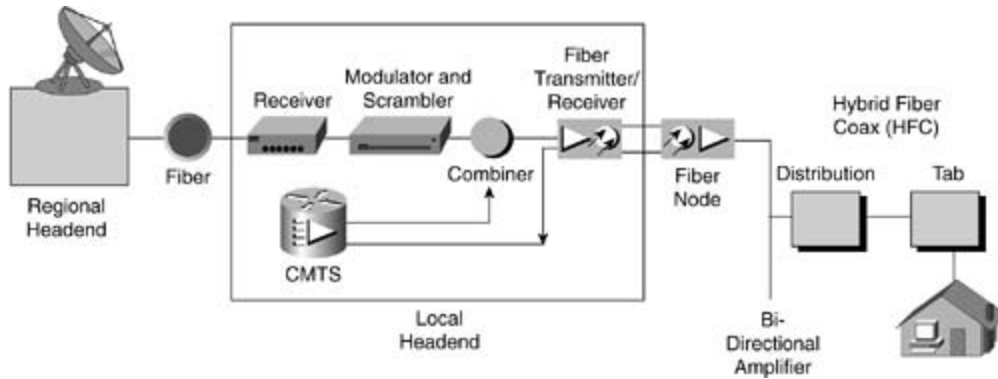 Regional
Headend
Fiber
Receiver
Modulator and
Scrambler
Combiner
Fiber
Transmitter/
Receiver
CMTS
Local
Headend
Fiber
Node
Hybrid Fiber
Coax (HFC)
Distribution
Tab
Bi-
Directional
Amplifier